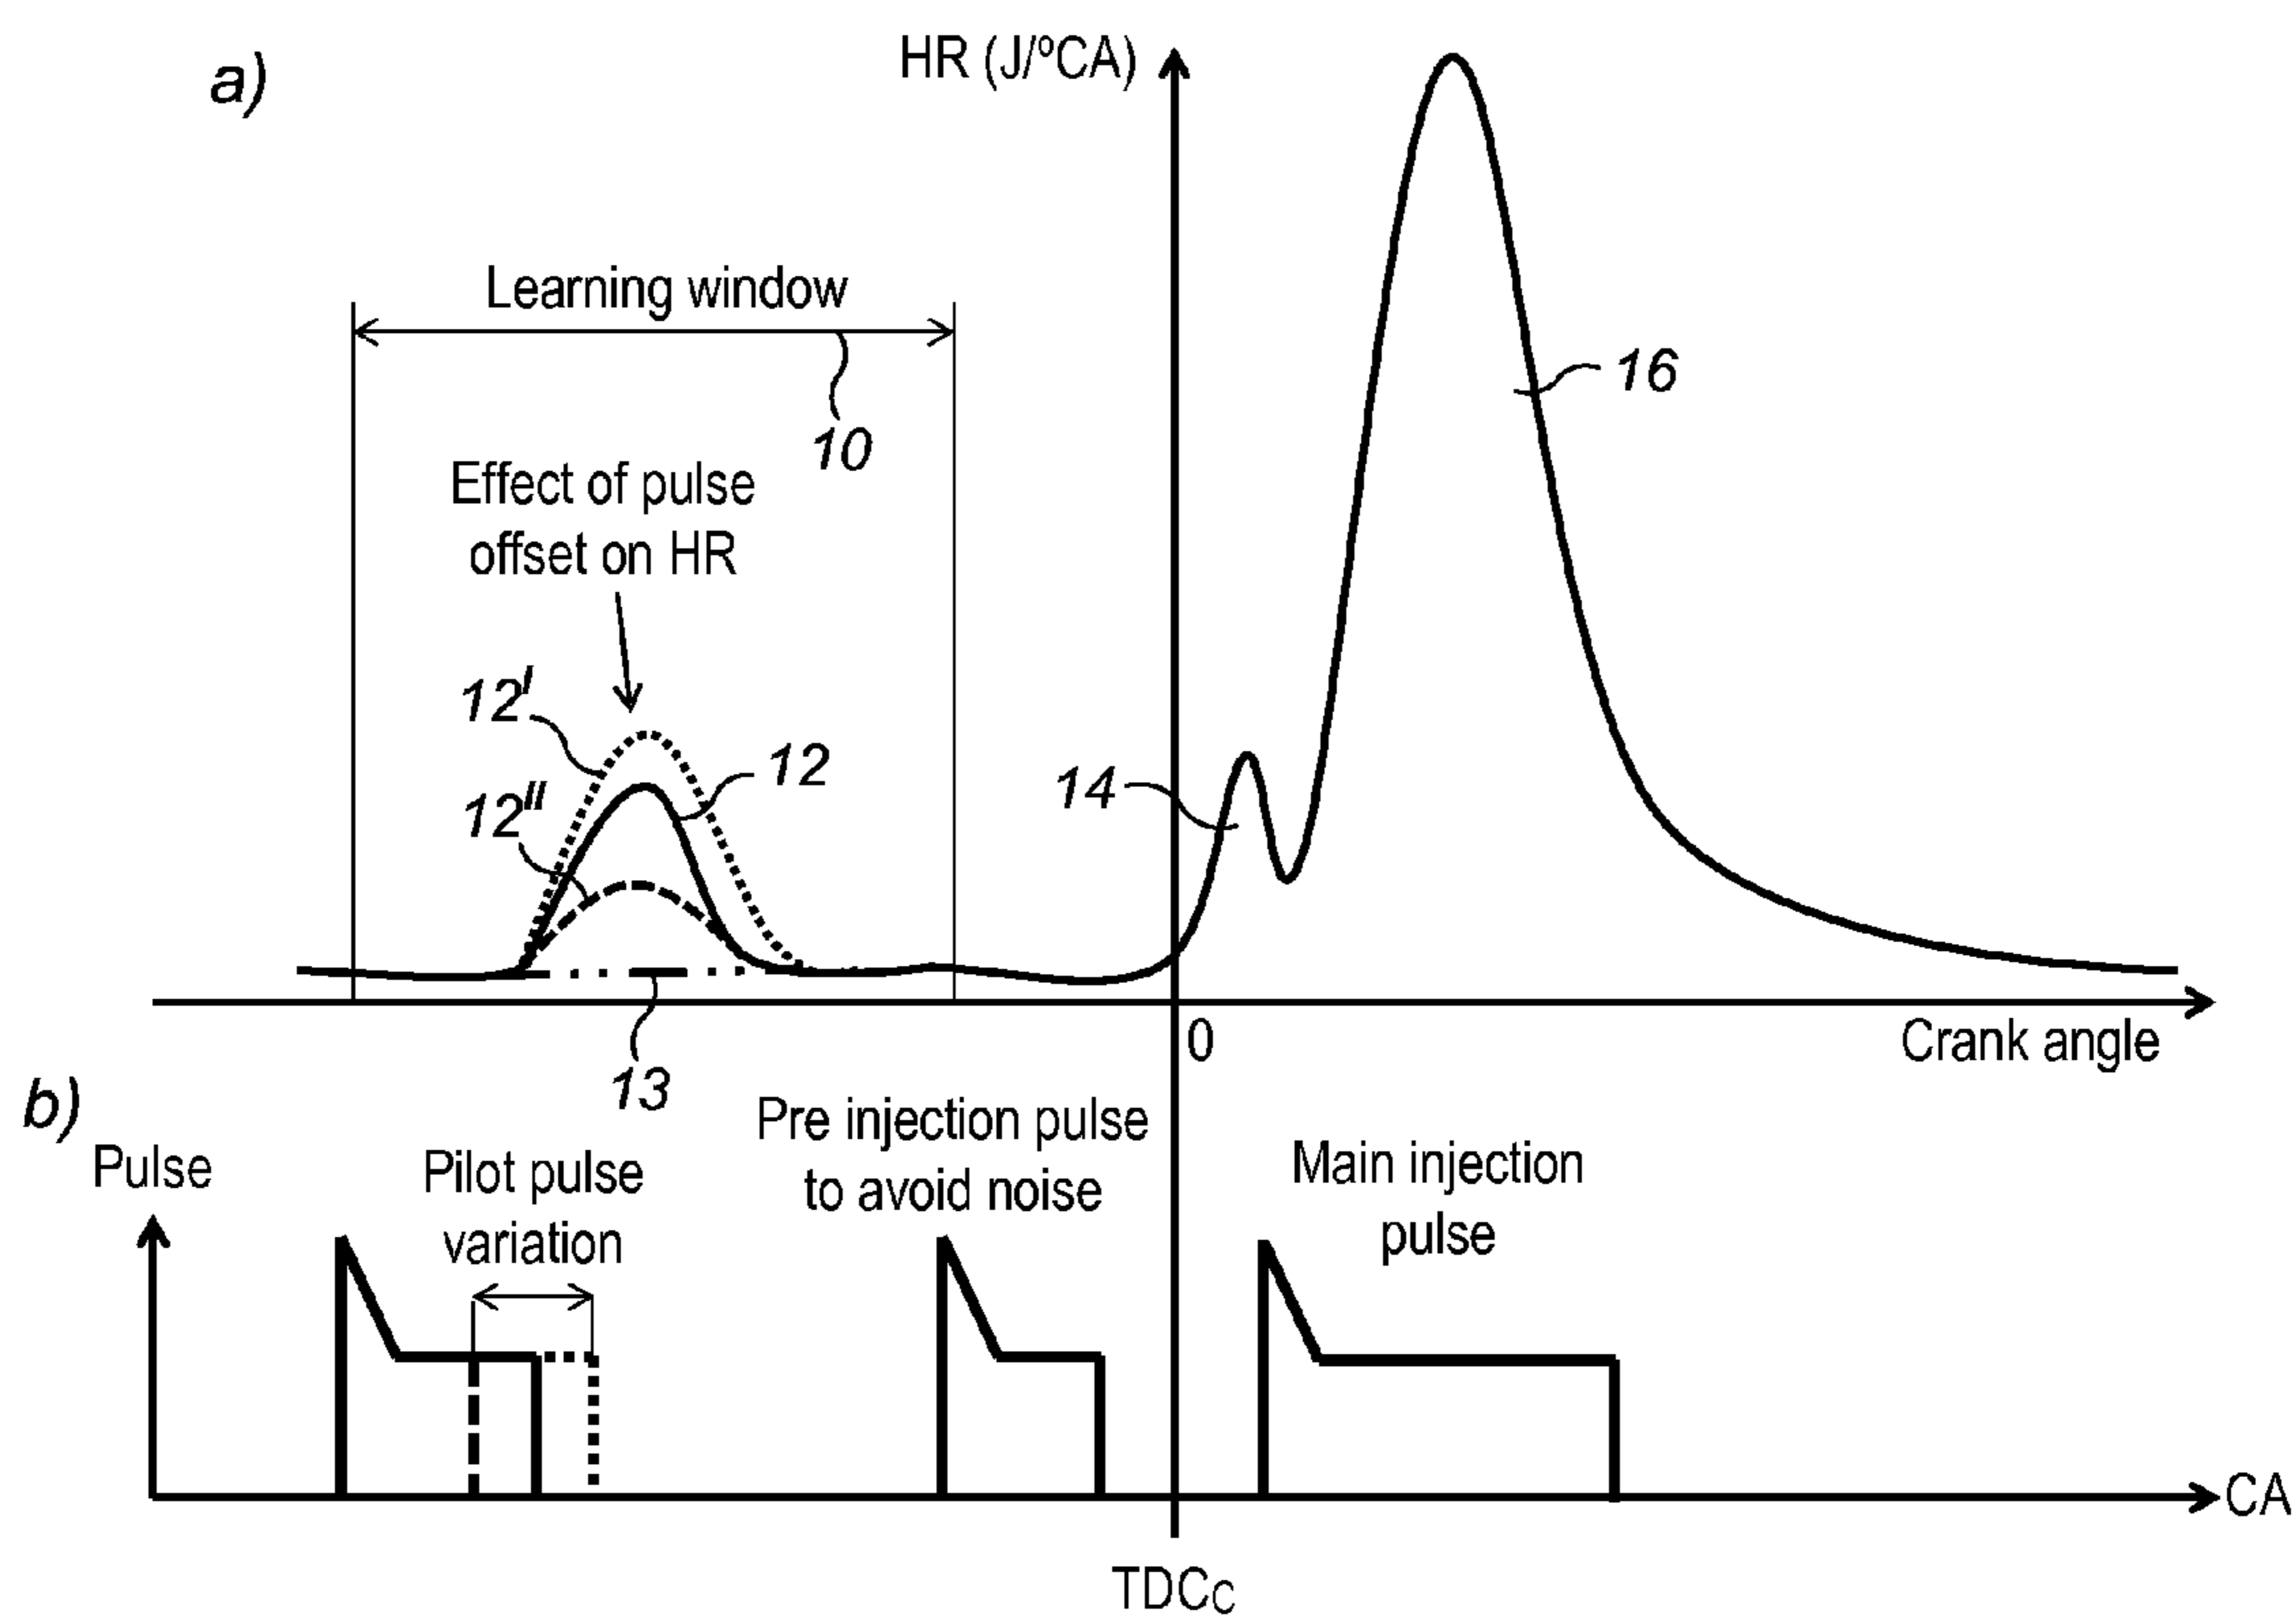 a)
HR (J/ºCA)
Learning window
10
16
Effect of pulse
offset on HR
12'
12
12"
14
13
0
Crank angle
b)
Pulse
Pilot pulse
variation
Pre injection pulse
to avoid noise
Main injection
pulse
CA
TDCC